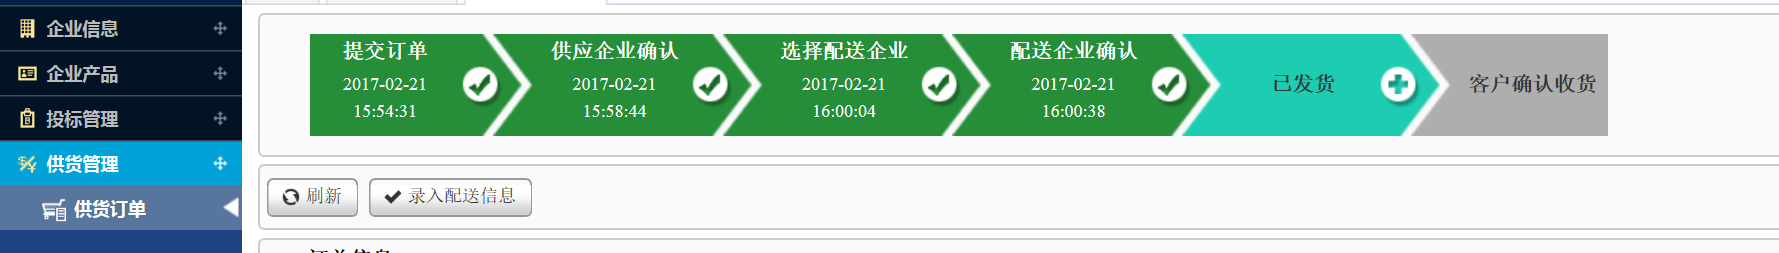 企业信息
企业产品
投标管理
供货管理
供货订单
提交订单
2017-02-21
15:54:31
供应企业确认
2017-02-21
15:58:44
选择配送企业
2017-02-21
16:00:04
配送企业确认
2017-02-21
16:00:38
已发货
客户确认收货
刷新
录入配送信息
订单信息